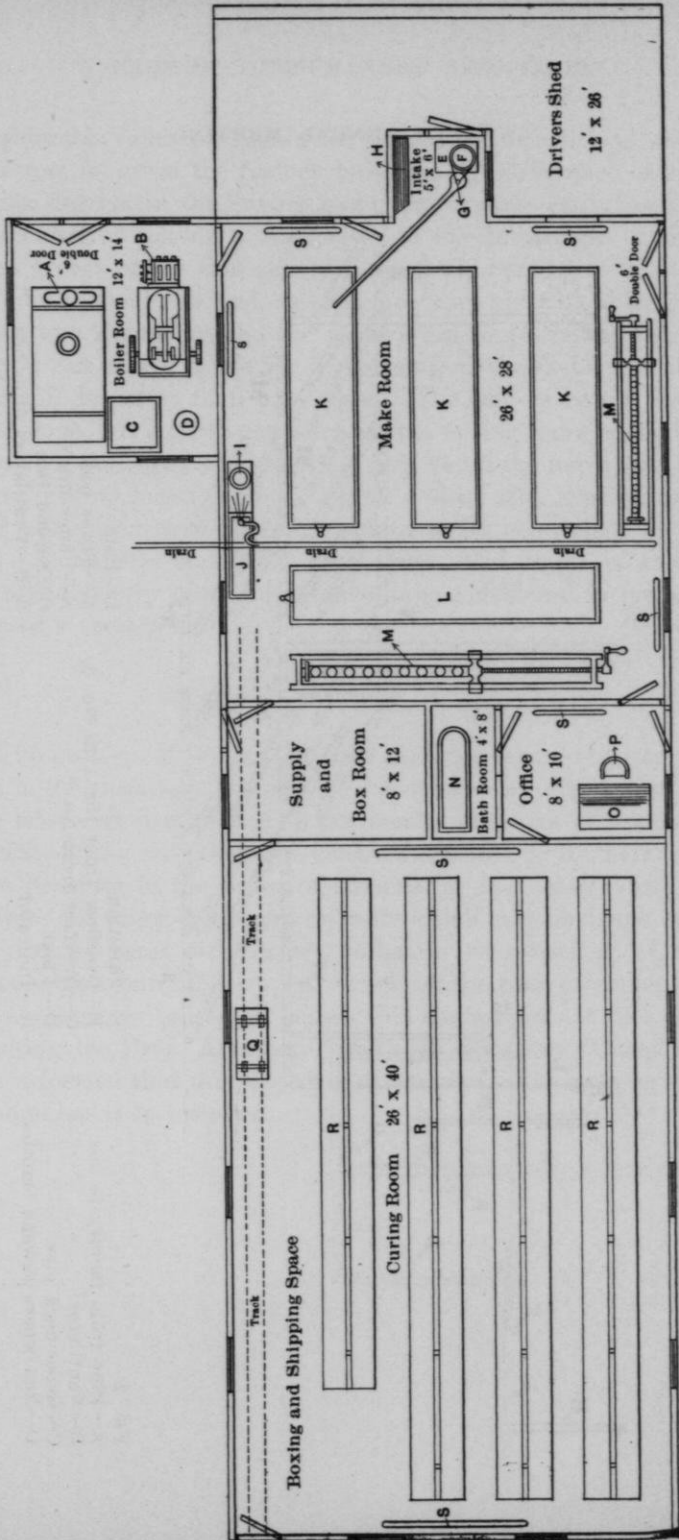 Drivers Shed
12' x 26'
H
Intake
5' x 6'
E
F
G
A
6'
Double Door
Boiler Room 12' x 14'
B
C
D
S
S
S
6'
Double Door
Make Room
26' x 28'
K
K
K
M
I
J
Drain
Drain
Drain
Drain
L
M
S
Supply
and
Box Room
8' x 12'
N
Bath Room 4' x 8'
Office
8' x 10'
S
O
P
S
Track
Q
Track
Boxing and Shipping Space
Curing Room 26' x 40'
R
R
R
R
S